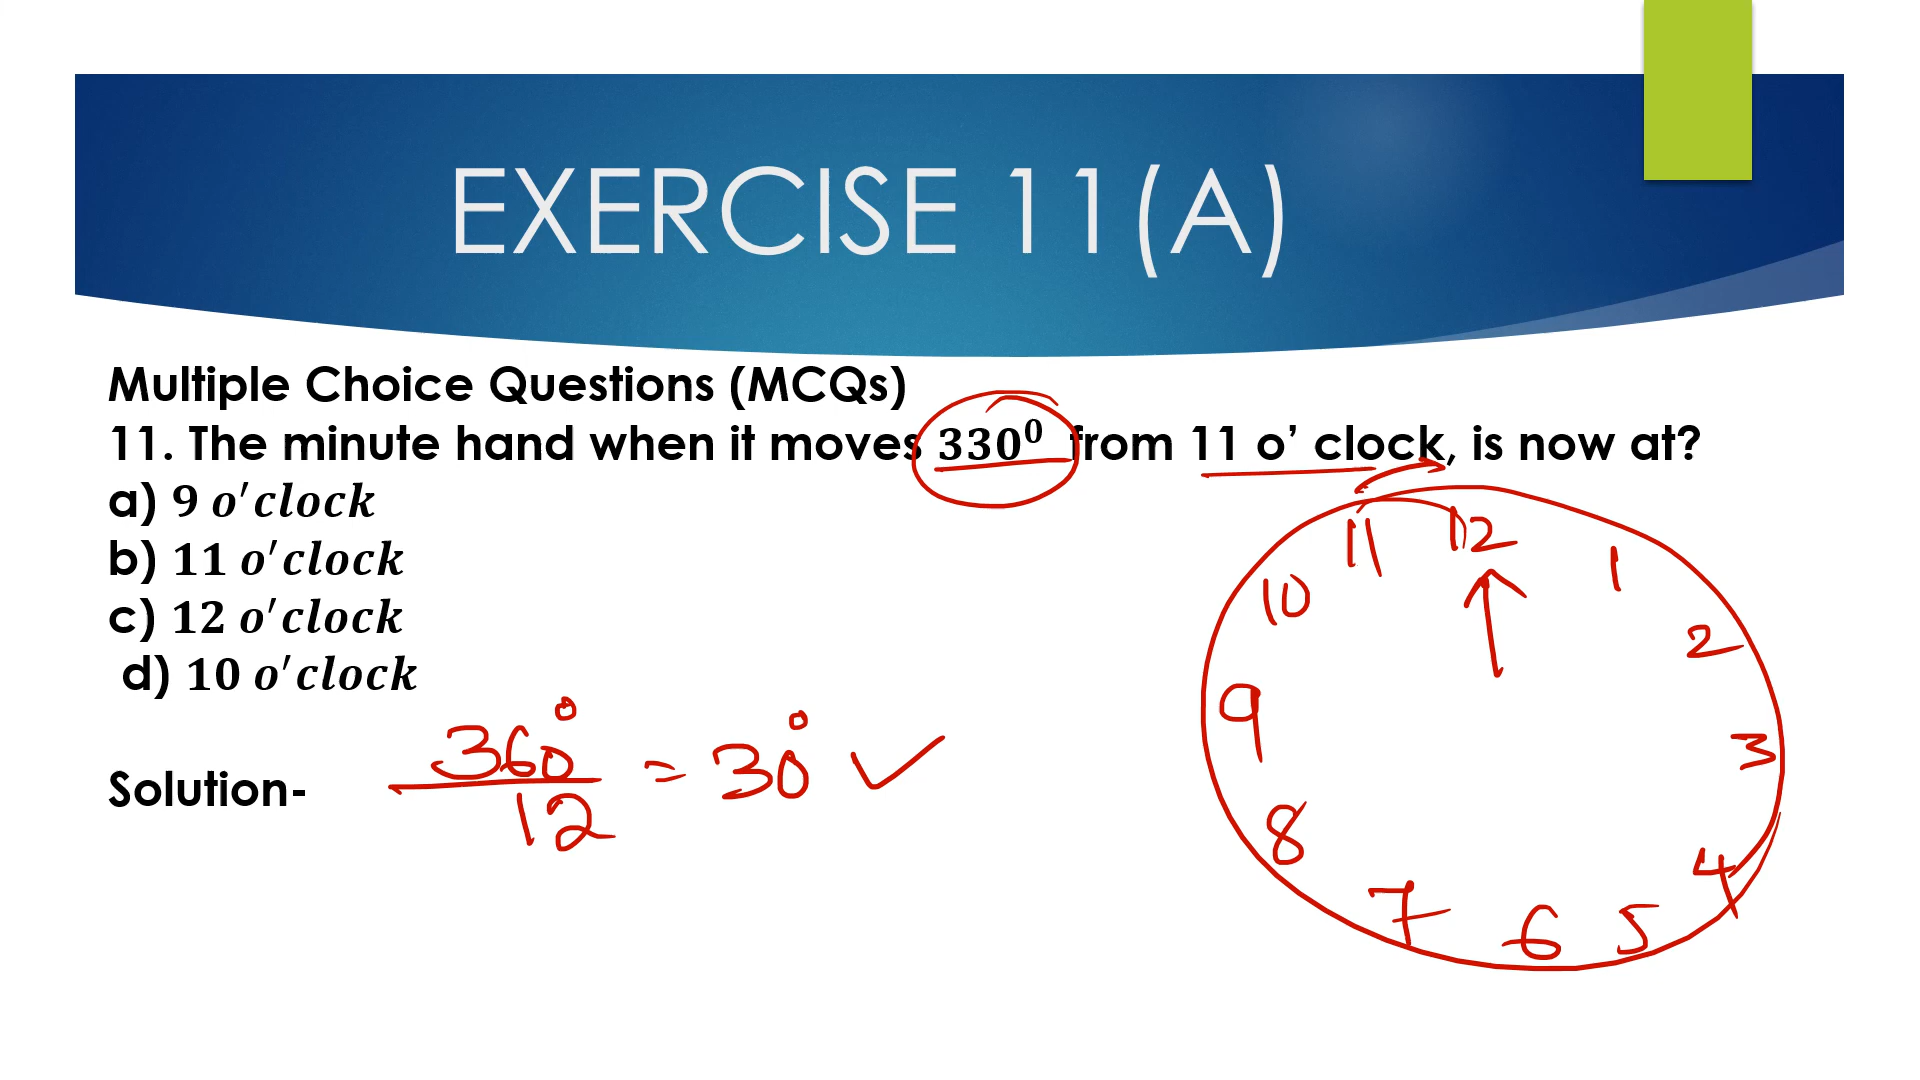 EXERCISE 11(A)
Multiple Choice Questions (MCQs)
11. The minute hand when it moves 330⁰ from 11 o’ clock, is now at?
a) 9 o′clock
b) 11 o′clock
c) 12 o′clock
d) 10 o′clock
Solution-
360° / 12 = 30° ✓
11 12 1
10 2
9 3
8 4
7 6 5